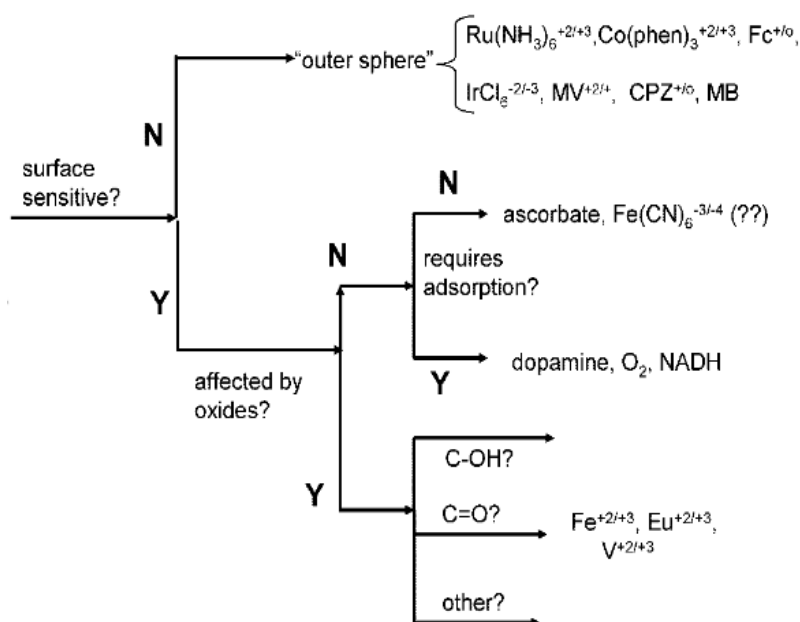 Ru(NH₃)₆⁺²/⁺³,Co(phen)₃⁺²/⁺³, Fc⁺/ᵒ,
"outer sphere"
IrCl₆⁻²/⁻³, MV⁺²/⁺, CPZ⁺/ᵒ, MB
N
surface
sensitive?
N
ascorbate, Fe(CN)₆⁻³/⁻⁴ (??)
N
requires
adsorption?
Y
Y
dopamine, O₂, NADH
affected by
oxides?
C-OH?
Y
C=O?
Fe⁺²/⁺³, Eu⁺²/⁺³,
V⁺²/⁺³
other?